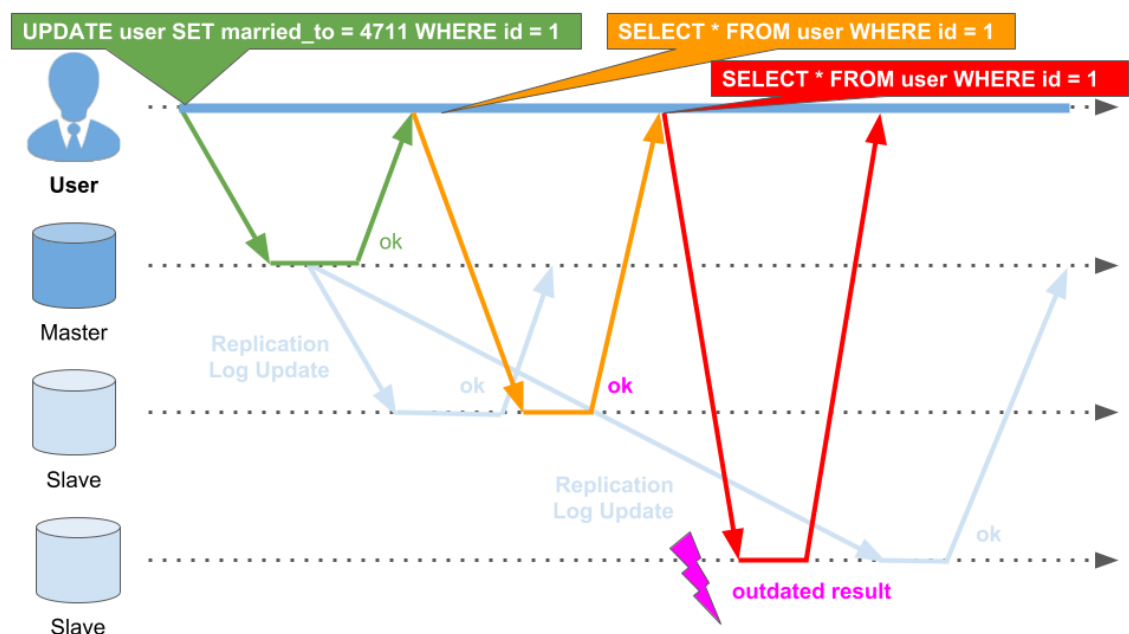 UPDATE user SET married_to = 4711 WHERE id = 1
SELECT * FROM user WHERE id = 1
SELECT * FROM user WHERE id = 1
User
ok
Master
Replication
Log Update
ok
ok
Slave
Replication
Log Update
ok
outdated result
Slave